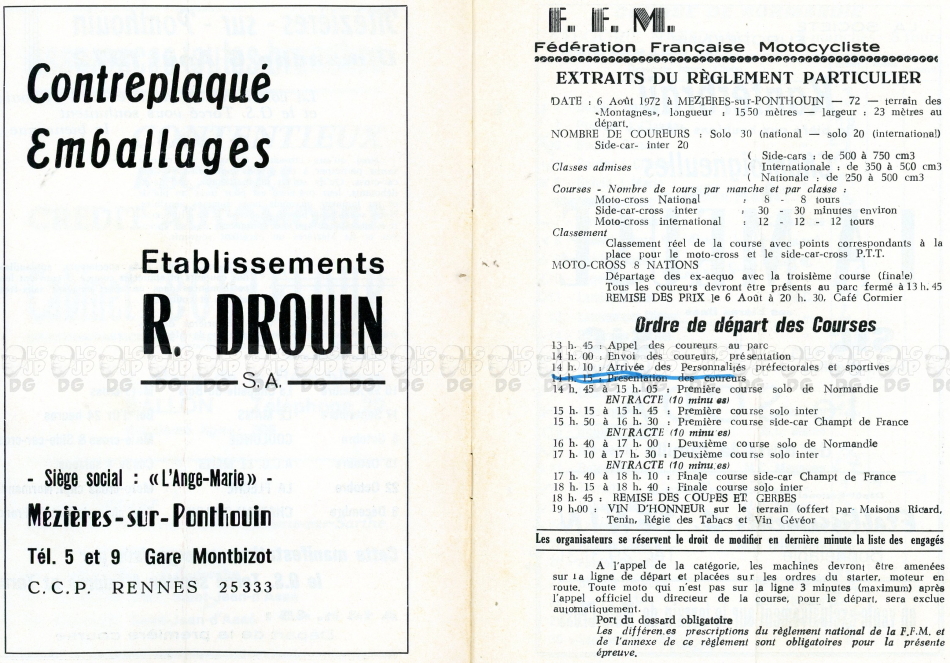 Contreplaqué
Emballages
Etablissements
R. DROUIN
S.A.
- Siège social : « L'Ange-Marie » -
Mézières-sur-Ponthouin
Tél. 5 et 9 Gare Montbizot
C.C.P. RENNES 25333
F. F. M.
Fédération Française Motocycliste
EXTRAITS DU RÈGLEMENT PARTICULIER
DATE : 6 Août 1972 à MEZIERES-sur-PONTHOUIN — 72 — terrain des
«Montagnes», longueur : 1550 mètres — largeur : 23 mètres au
départ.
NOMBRE DE COUREURS : Solo 30 (national — solo 20 (international)
Side-car- inter 20
( Side-cars : de 500 à 750 cm3
Classes admises ( Internationale : de 350 à 500 cm3
( Nationale : de 250 à 500 cm3
Courses - Nombre de tours par manche et par classe :
Moto-cross National : 8 - 8 tours
Side-car-cross inter : 30 - 30 minutes environ
Moto-cross international : 12 - 12 - 12 tours
Classement
Classement réel de la course avec points correspondants à la
place pour le moto-cross et le side-car-cross P.T.T.
MOTO-CROSS 8 NATIONS
Départage des ex-aequo avec la troisième course (finale)
Tous les coureurs devront être présents au parc fermé à 13 h. 45
REMISE DES PRIX le 6 Août à 20 h. 30. Café Cormier
Ordre de départ des Courses
13 h. 45 : Appel des coureurs au parc
14 h. 00 : Envoi des coureurs, présentation
14 h. 10 : Arrivée des Personnalités préfectorales et sportives
14 h. 15 : Présentation des coureurs
14 h. 45 à 15 h. 05 : Première course solo de Normandie
ENTRACTE (10 minu es)
15 h. 15 à 15 h. 45 : Première course solo inter
15 h. 50 à 16 h. 30 : Première course side-car Champt de France
ENTRACTE (10 minu es)
16 h. 40 à 17 h. 00 : Deuxième course solo de Normandie
17 h. 10 à 17 h. 30 : Deuxième course solo inter
ENTRACTE (10 minu.es)
17 h. 40 à 18 h. 10 : Finale course side-car Champt de France
18 h. 15 à 18 h. 40 : Finale course solo inter
18 h. 45 : REMISE DES COUPES ET GERBES
19 h.00 : VIN D'HONNEUR sur le terrain (offert par Maisons Ricard,
Tenin, Régie des Tabacs et Vin Gévéor
Les organisateurs se réservent le droit de modifier en dernière minute la liste des engagés
A l'appel de la catégorie, les machines devront être amenées
sur la ligne de départ et placées sur les ordres du starter, moteur en
route. Toute moto qui n'est pas sur la ligne 3 minutes (maximum) après
l'appel officiel du directeur de la course, pour le départ, sera exclue
automatiquement.
Port du dossard obligatoire
Les différen.es prescriptions du règlement national de la F.F.M. et
de l'annexe de ce règlement sont obligatoires pour la présente
épreuve.